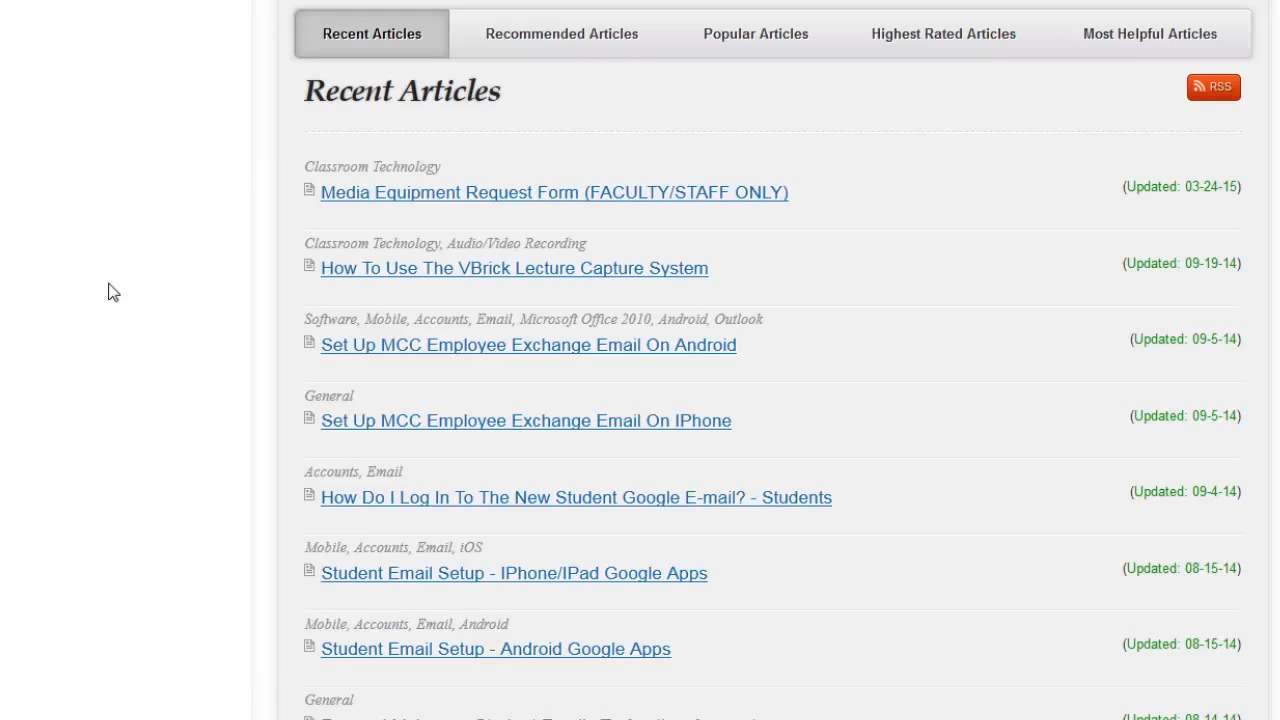 Recent Articles
Recommended Articles
Popular Articles
Highest Rated Articles
Most Helpful Articles
Recent Articles
RSS
Classroom Technology
Media Equipment Request Form (FACULTY/STAFF ONLY)
(Updated: 03-24-15)
Classroom Technology, Audio/Video Recording
How To Use The VBrick Lecture Capture System
(Updated: 09-19-14)
Software, Mobile, Accounts, Email, Microsoft Office 2010, Android, Outlook
Set Up MCC Employee Exchange Email On Android
(Updated: 09-5-14)
General
Set Up MCC Employee Exchange Email On IPhone
(Updated: 09-5-14)
Accounts, Email
How Do I Log In To The New Student Google E-mail? - Students
(Updated: 09-4-14)
Mobile, Accounts, Email, iOS
Student Email Setup - IPhone/IPad Google Apps
(Updated: 08-15-14)
Mobile, Accounts, Email, Android
Student Email Setup - Android Google Apps
(Updated: 08-15-14)
General